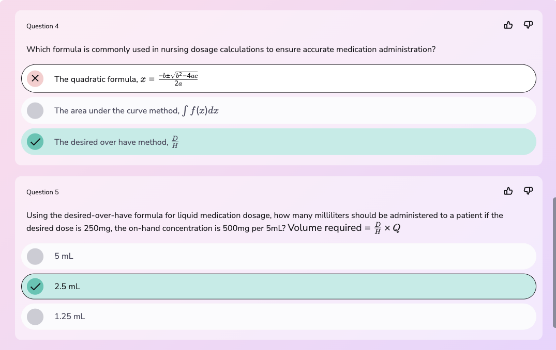 Question 4
Which formula is commonly used in nursing dosage calculations to ensure accurate medication administration?
The quadratic formula, x = \frac{-b±\sqrt{b^2-4ac}}{2a}
The area under the curve method, ∫ f(x)dx
The desired over have method, \frac{D}{H}
Question 5
Using the desired-over-have formula for liquid medication dosage, how many milliliters should be administered to a patient if the
desired dose is 250mg, the on-hand concentration is 500mg per 5mL? Volume required = \frac{D}{H} × Q
5 mL
2.5 mL
1.25 mL